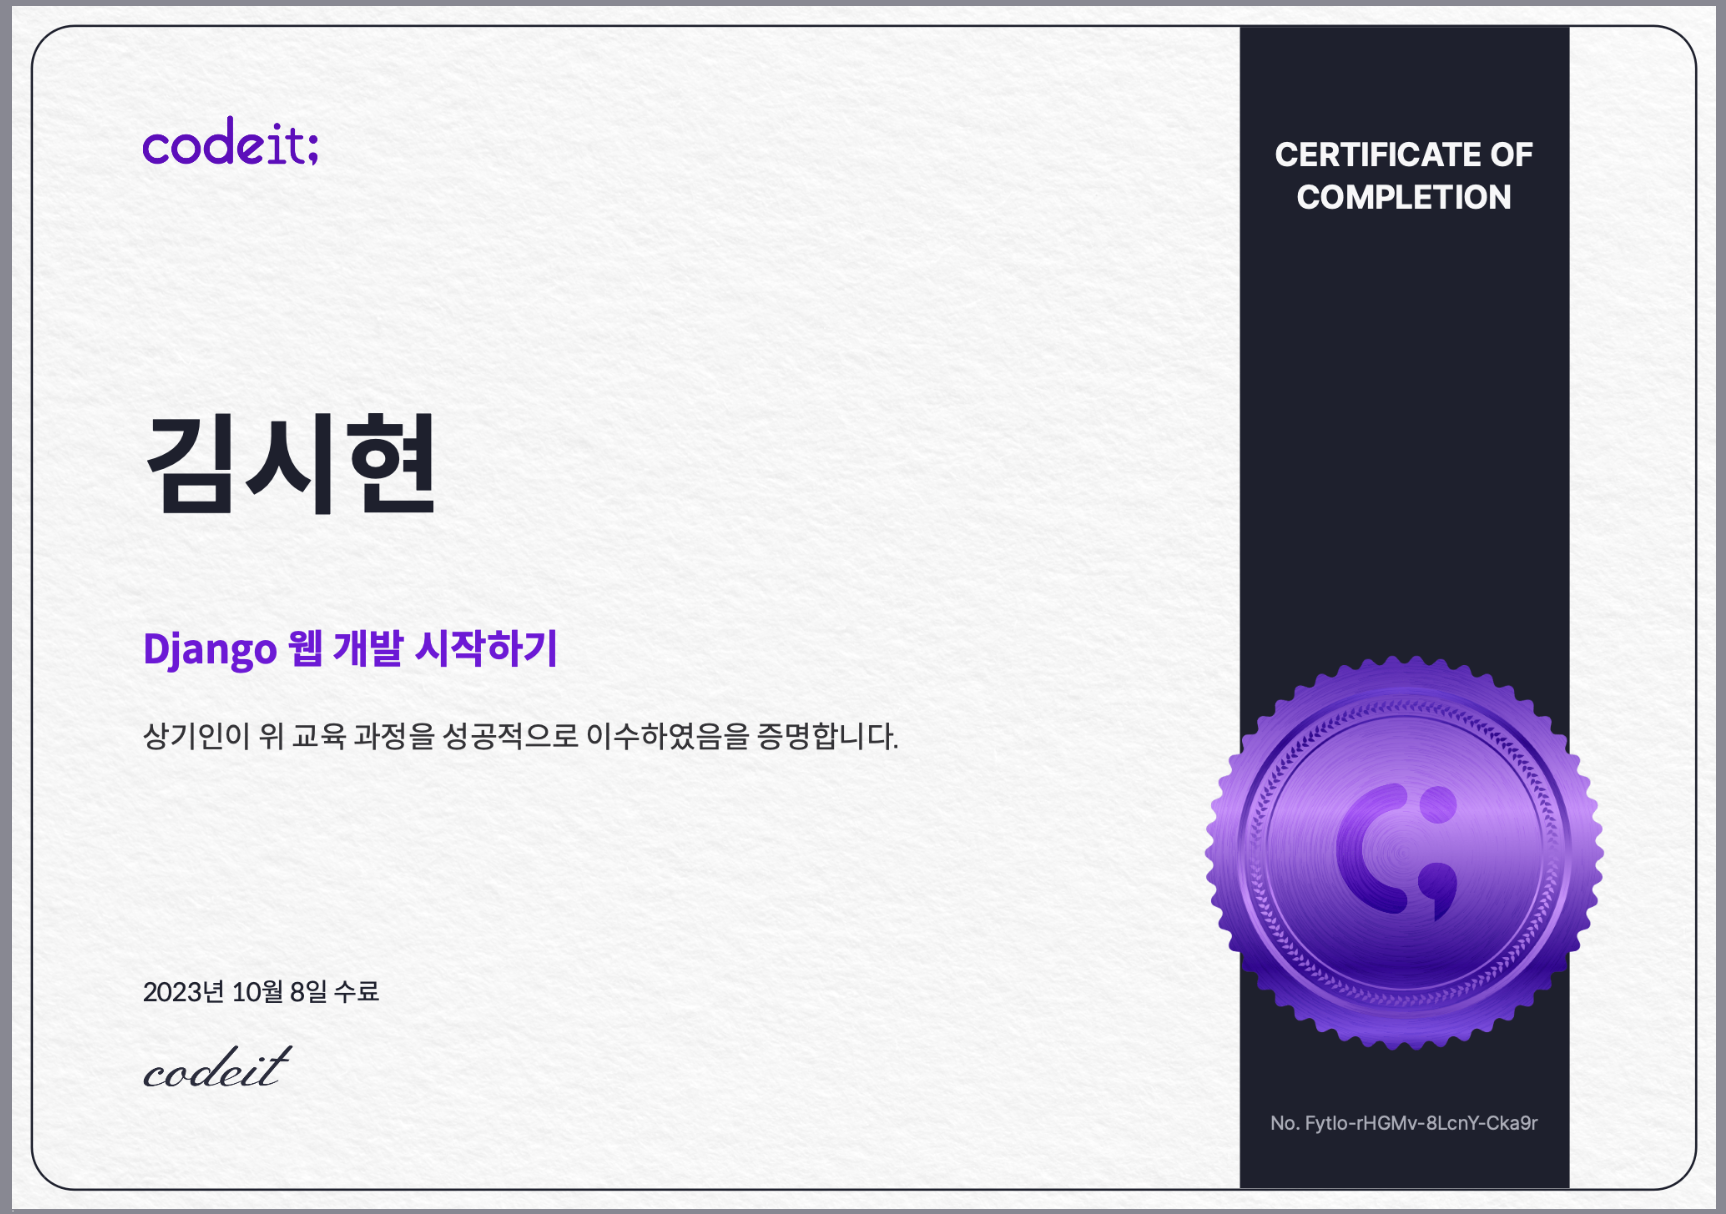 codeit;
CERTIFICATE OF
COMPLETION
김시현
Django 웹 개발 시작하기
상기인이 위 교육 과정을 성공적으로 이수하였음을 증명합니다.
2023년 10월 8일 수료
codeit
No. Fytlo-rHGMv-8LcnY-Cka9r